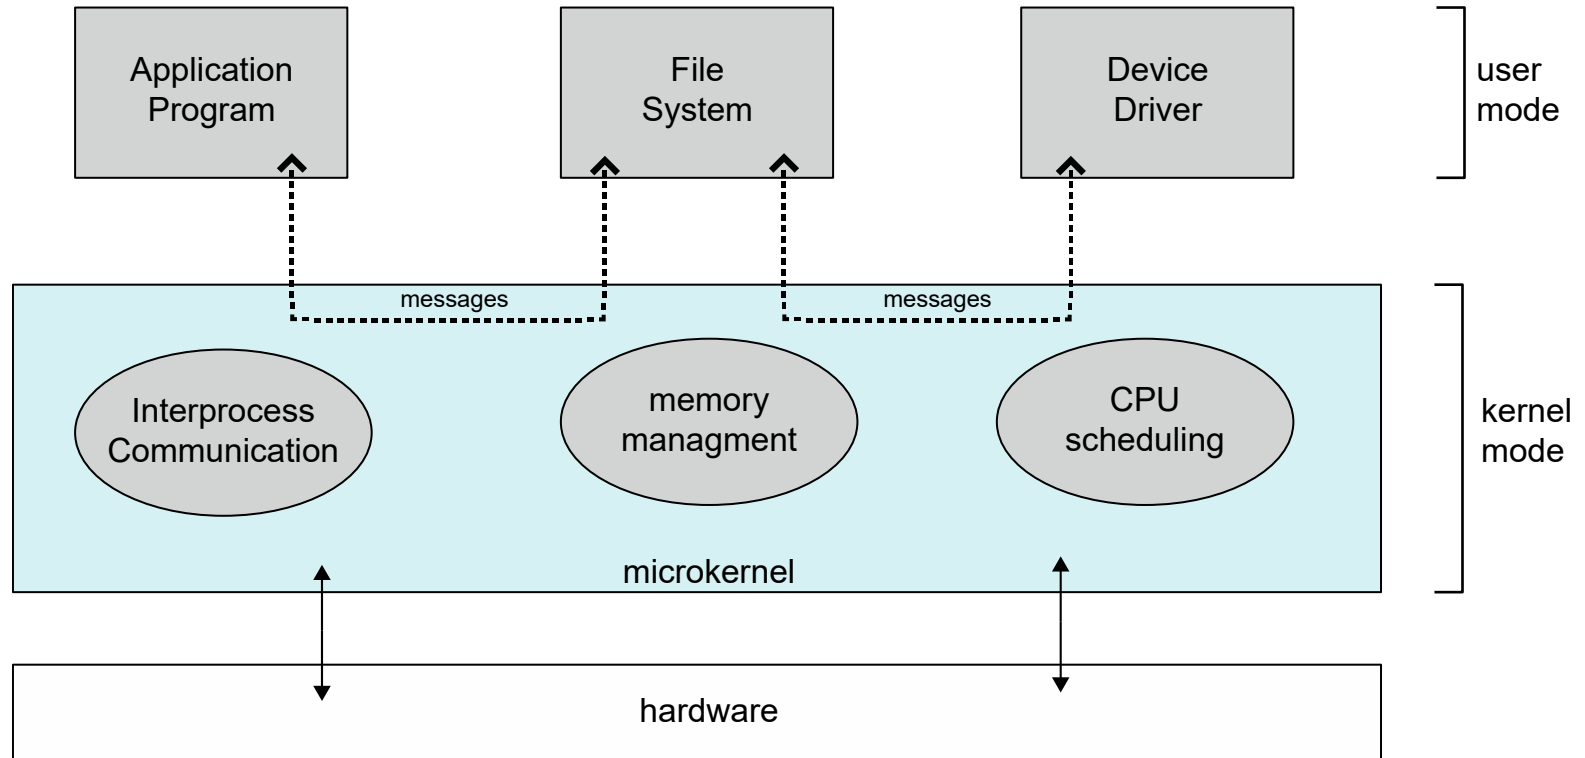 Application
Program
File
System
Device
Driver
user
mode
messages
messages
Interprocess
Communication
memory
managment
CPU
scheduling
kernel
mode
microkernel
hardware